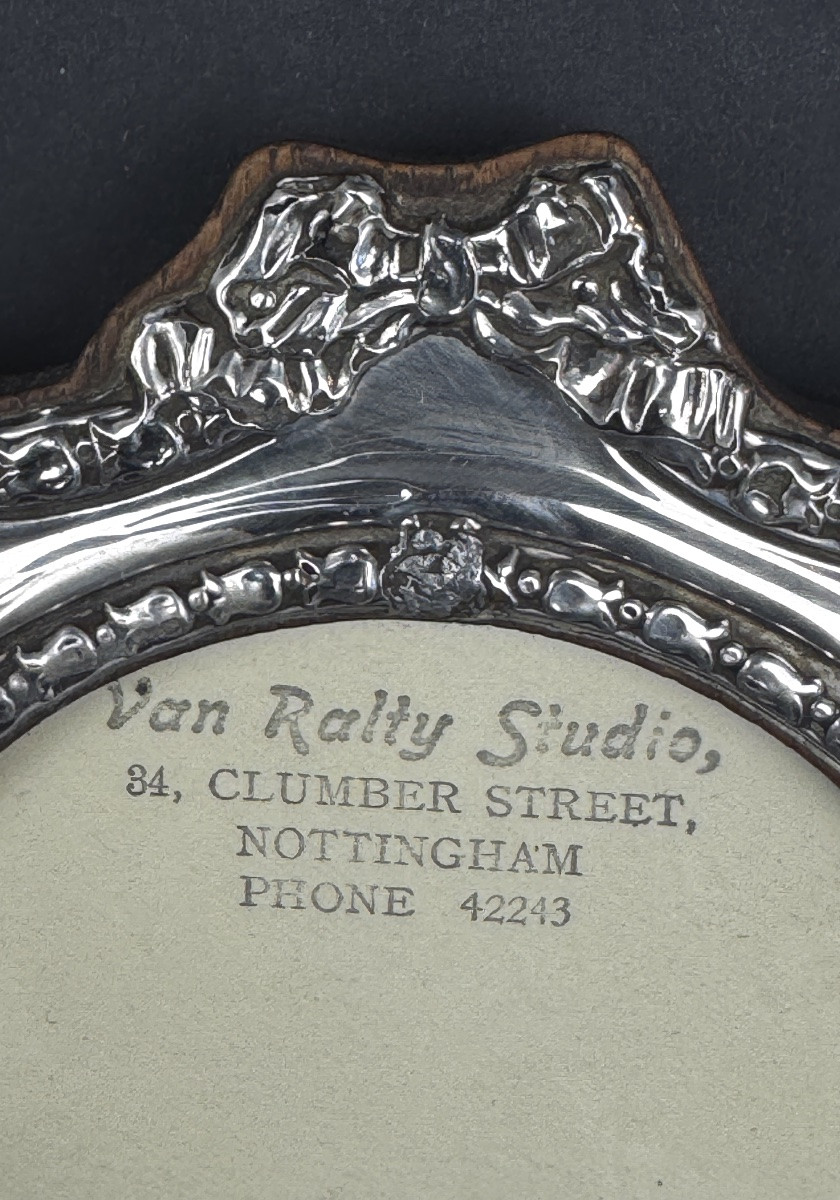 Van Ralty Studio,
34, CLUMBER STREET,
NOTTINGHAM
PHONE 42243